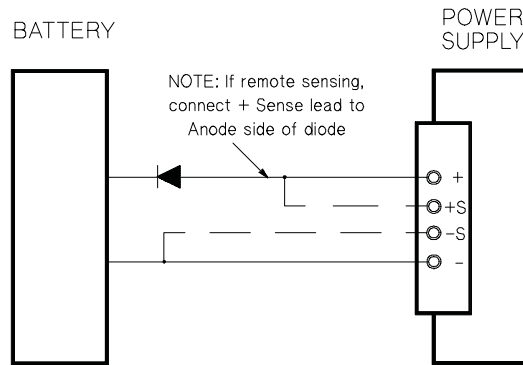 BATTERY
POWER
SUPPLY
NOTE: If remote sensing,
connect + Sense lead to
Anode side of diode
+
+S
-S
-